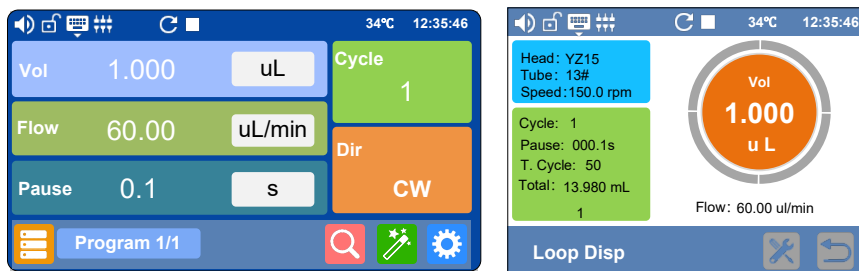 34℃ 12:35:46
Vol 1.000 uL
Cycle
1
Flow 60.00 uL/min
Dir
CW
Pause 0.1 s
Program 1/1
34℃ 12:35:46
Head: YZ15
Tube: 13#
Speed:150.0 rpm
Cycle: 1
Pause: 000.1s
T. Cycle: 50
Total: 13.980 mL
1
Vol
1.000
u L
Flow: 60.00 ul/min
Loop Disp